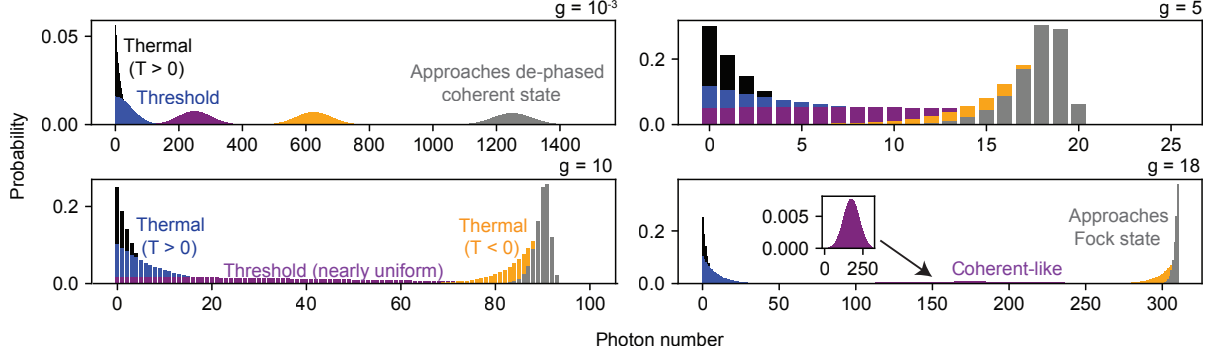 g = 10⁻³
0.05
0.00
Thermal
(T > 0)
Threshold
Approaches de-phased
coherent state
0 200 400 600 800 1000 1200 1400
g = 5
0.2
0.0
0 5 10 15 20 25
Probability
g = 10
0.2
0.0
Thermal
(T > 0)
Threshold (nearly uniform)
Thermal
(T < 0)
0 20 40 60 80 100
g = 18
0.2
0.0
0.005
0.000
0 250
Coherent-like
Approaches
Fock state
0 50 100 150 200 250 300
Photon number